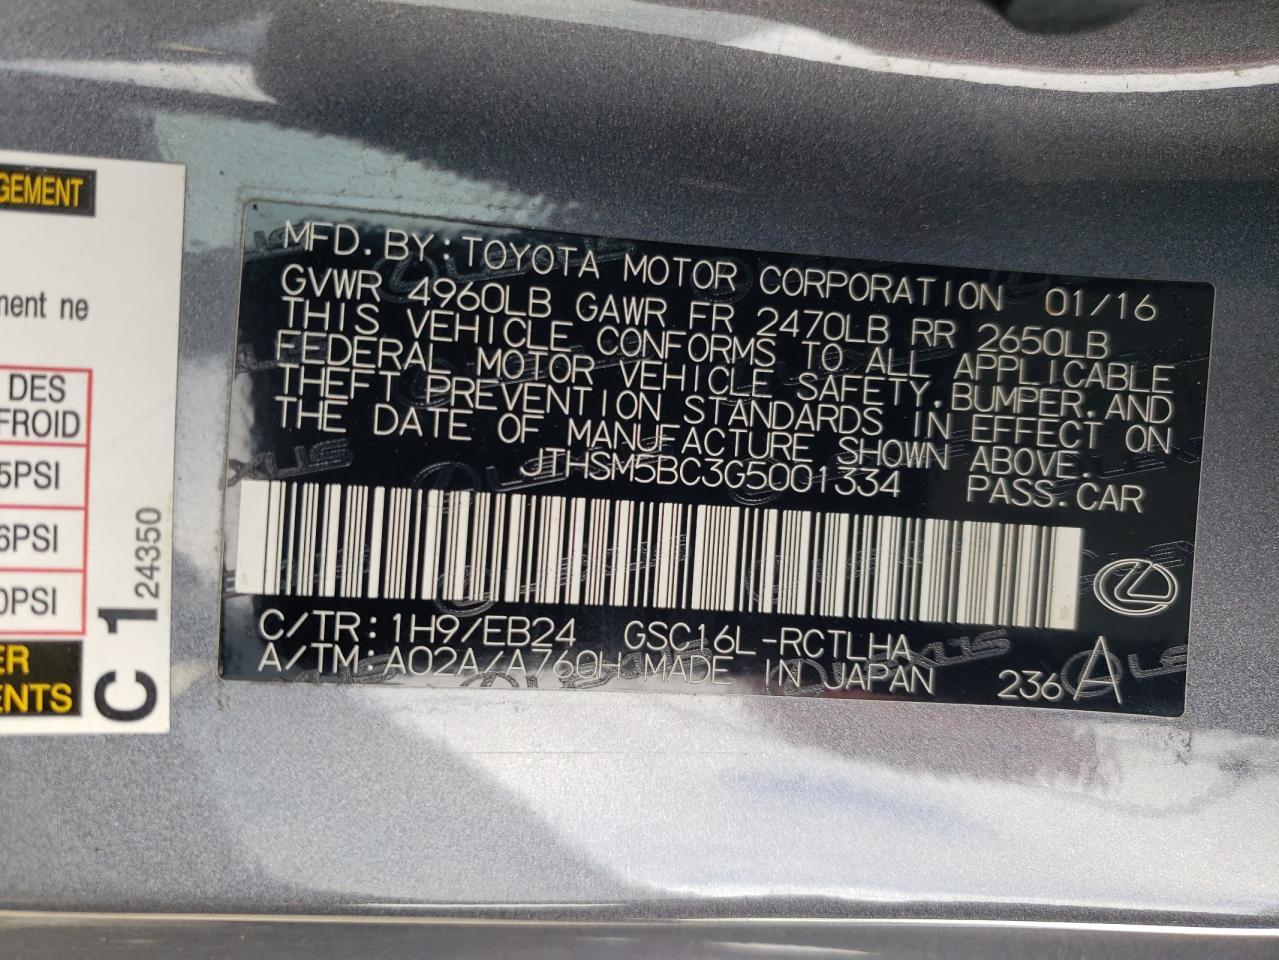 GEMENT
ment ne
DES
FROID
5PSI
6PSI
0PSI
ER
ENTS
C1
24350
MFD. BY: TOYOTA MOTOR CORPORATION 01/16
GVWR 4960LB GAWR FR 2470LB RR 2650LB
THIS VEHICLE CONFORMS TO ALL APPLICABLE
FEDERAL MOTOR VEHICLE SAFETY, BUMPER, AND
THEFT PREVENTION STANDARDS IN EFFECT ON
THE DATE OF MANUFACTURE SHOWN ABOVE.
JTHSM5BC3G5001334 PASS. CAR
C/TR: 1H9/EB24 GSC16L-RCTLHA
A/TM: A02A/A760H MADE IN JAPAN 236 A